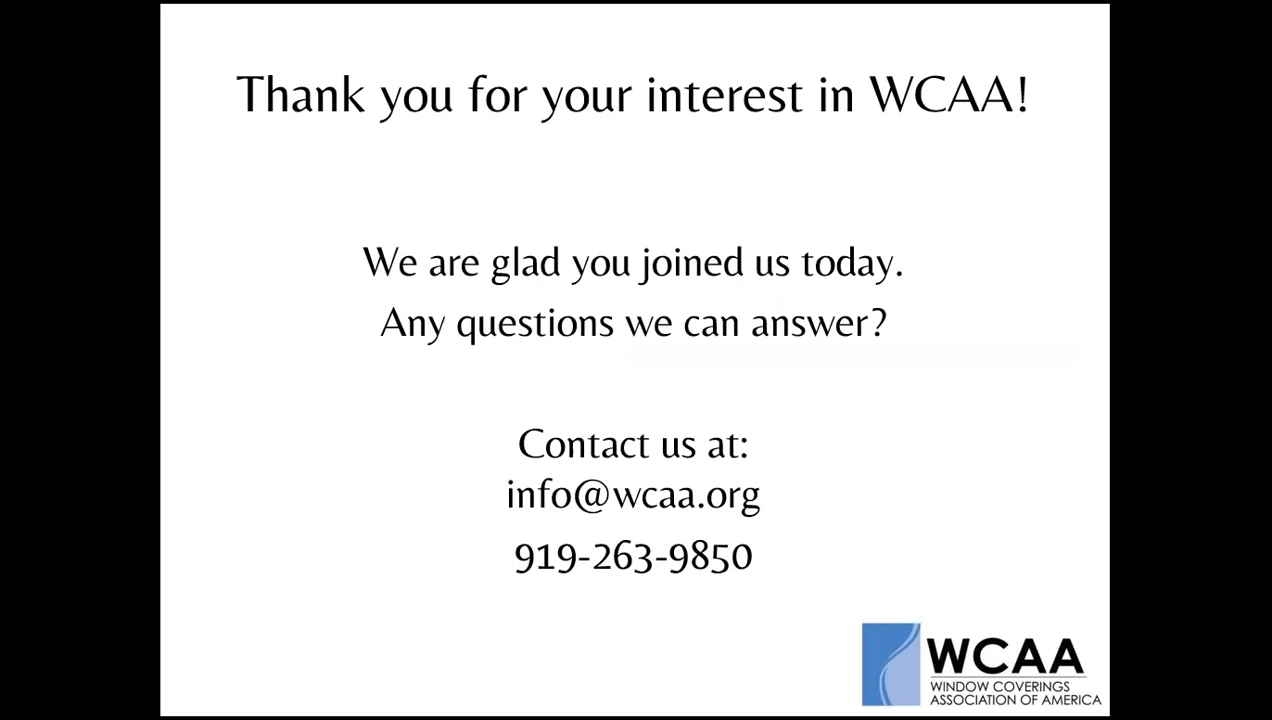 Thank you for your interest in WCAA!
We are glad you joined us today.
Any questions we can answer?
Contact us at:
info@wcaa.org
919-263-9850
WCAA
WINDOW COVERINGS
ASSOCIATION OF AMERICA